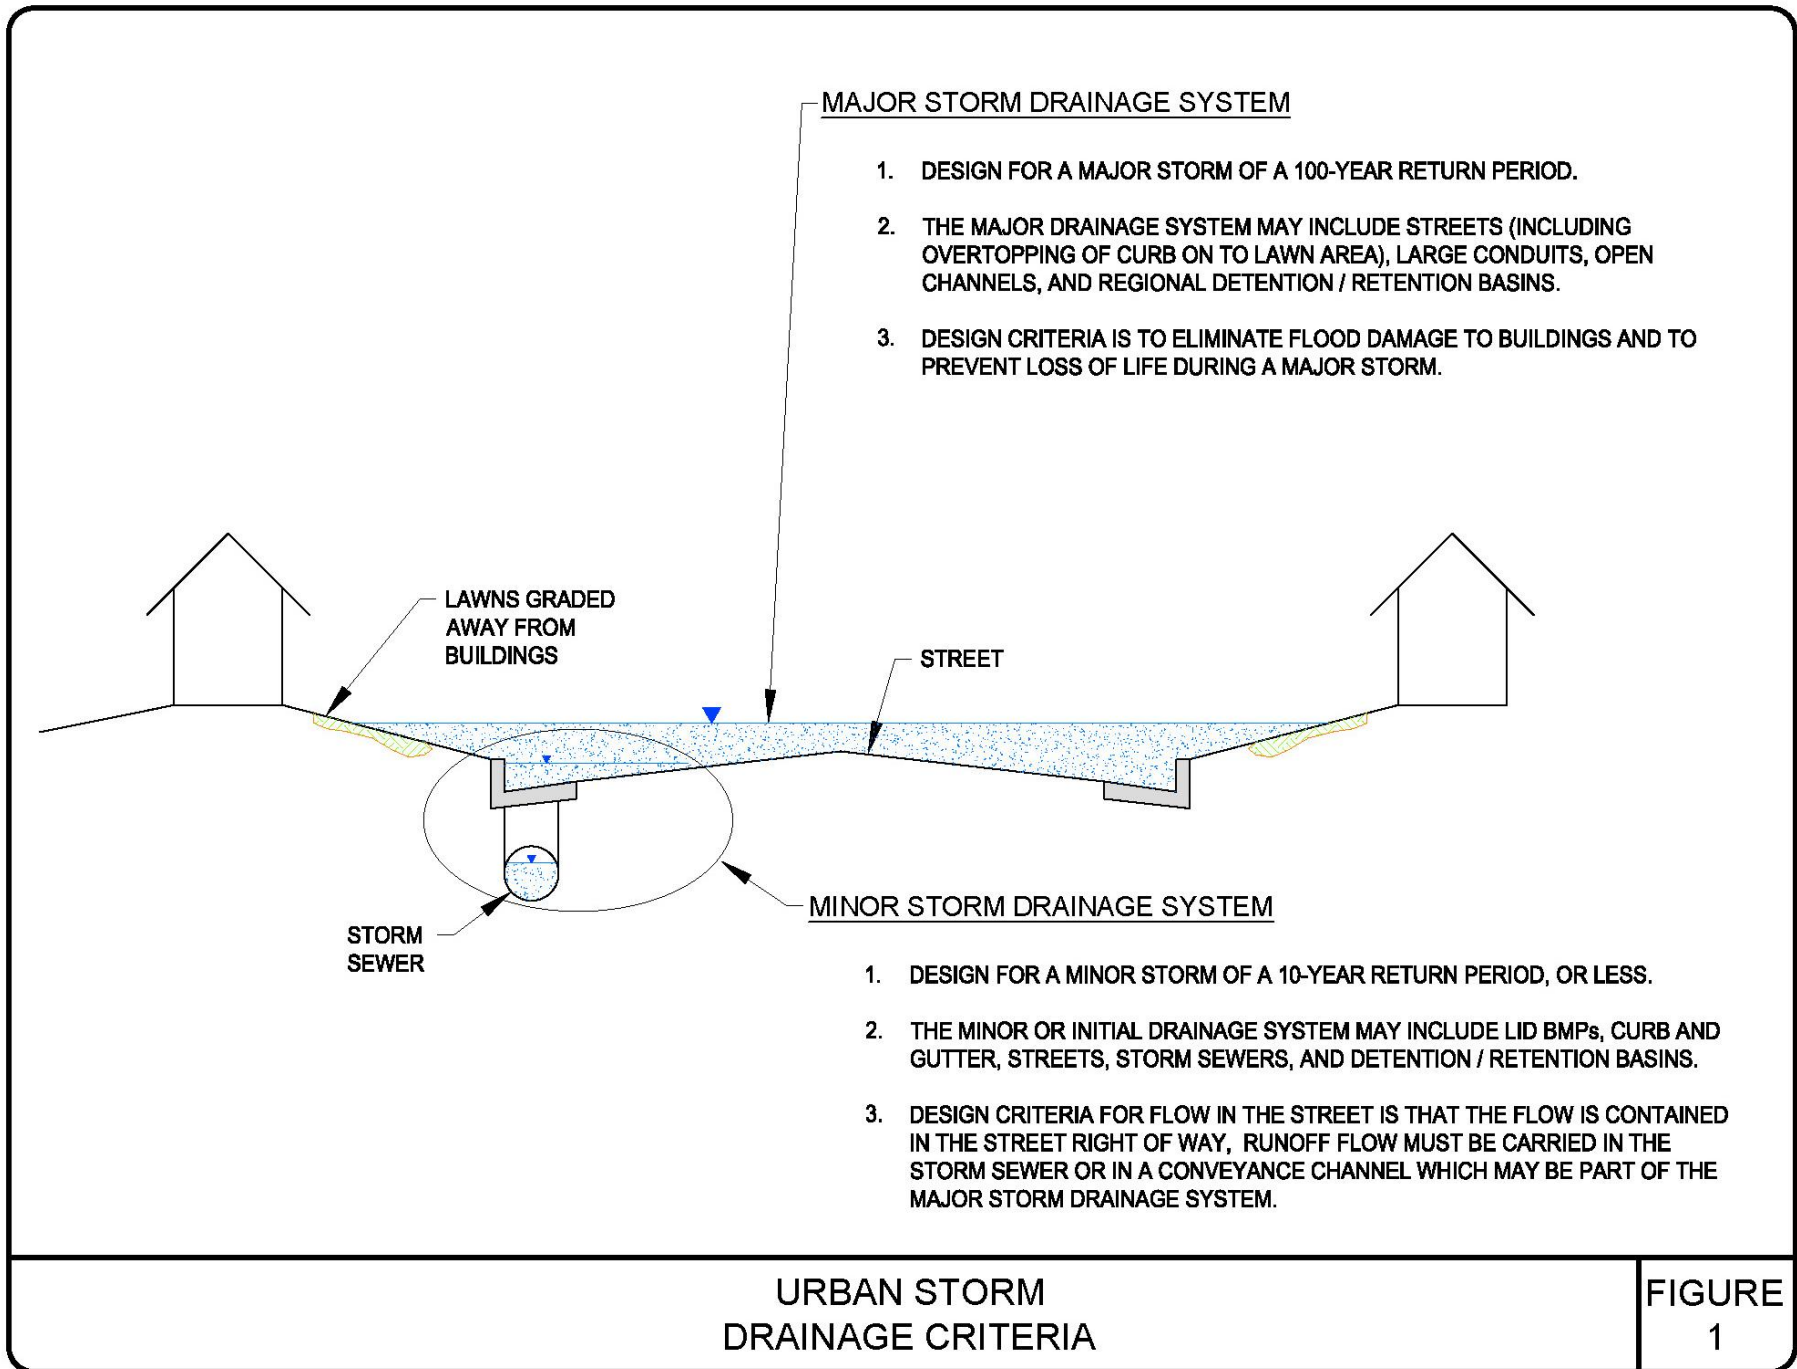 MAJOR STORM DRAINAGE SYSTEM
1. DESIGN FOR A MAJOR STORM OF A 100-YEAR RETURN PERIOD.
2. THE MAJOR DRAINAGE SYSTEM MAY INCLUDE STREETS (INCLUDING
OVERTOPPING OF CURB ON TO LAWN AREA), LARGE CONDUITS, OPEN
CHANNELS, AND REGIONAL DETENTION / RETENTION BASINS.
3. DESIGN CRITERIA IS TO ELIMINATE FLOOD DAMAGE TO BUILDINGS AND TO
PREVENT LOSS OF LIFE DURING A MAJOR STORM.
LAWNS GRADED
AWAY FROM
BUILDINGS
STREET
STORM
SEWER
MINOR STORM DRAINAGE SYSTEM
1. DESIGN FOR A MINOR STORM OF A 10-YEAR RETURN PERIOD, OR LESS.
2. THE MINOR OR INITIAL DRAINAGE SYSTEM MAY INCLUDE LID BMPs, CURB AND
GUTTER, STREETS, STORM SEWERS, AND DETENTION / RETENTION BASINS.
3. DESIGN CRITERIA FOR FLOW IN THE STREET IS THAT THE FLOW IS CONTAINED
IN THE STREET RIGHT OF WAY, RUNOFF FLOW MUST BE CARRIED IN THE
STORM SEWER OR IN A CONVEYANCE CHANNEL WHICH MAY BE PART OF THE
MAJOR STORM DRAINAGE SYSTEM.
URBAN STORM
DRAINAGE CRITERIA
FIGURE
1